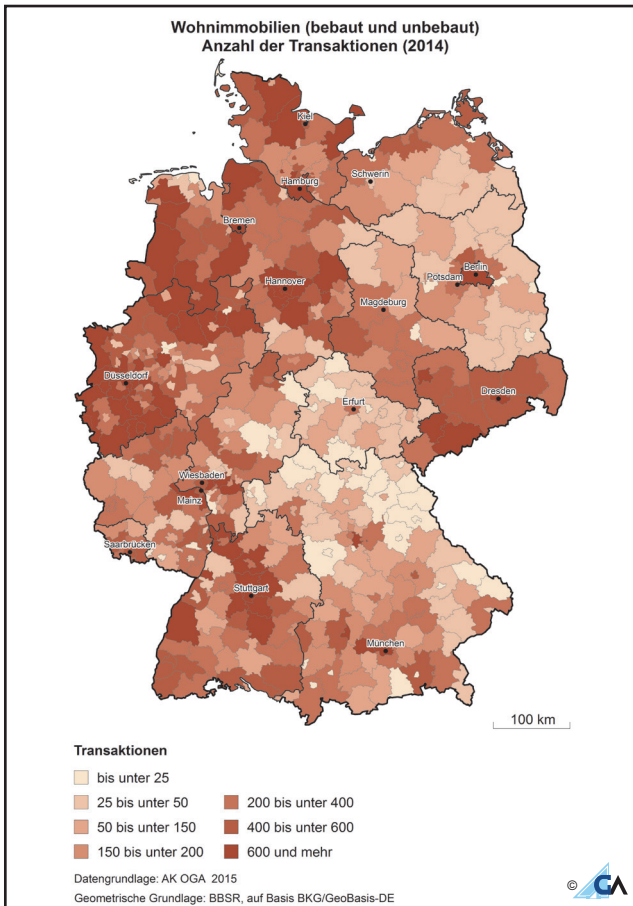 Wohnimmobilien (bebaut und unbebaut)
Anzahl der Transaktionen (2014)
Kiel
Schwerin
Hamburg
Bremen
Berlin
Potsdam
Hannover
Magdeburg
Düsseldorf
Dresden
Erfurt
Wiesbaden
Mainz
Saarbrücken
Stuttgart
München
100 km
Transaktionen
bis unter 25
25 bis unter 50
50 bis unter 150
150 bis unter 200
200 bis unter 400
400 bis unter 600
600 und mehr
Datengrundlage: AK OGA 2015
Geometrische Grundlage: BBSR, auf Basis BKG/GeoBasis-DE
© GA